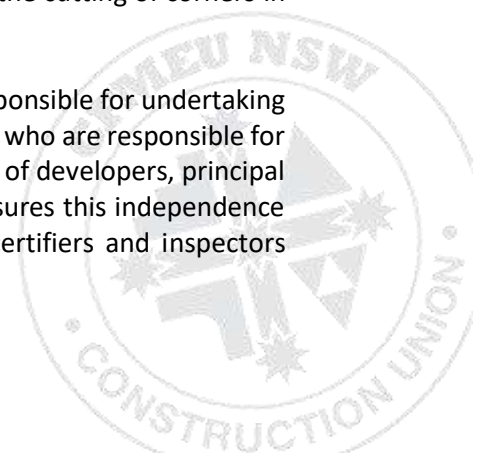 the cutting of corners in
CFMEU NSW
ponsible for undertaking
who are responsible for
of developers, principal
sures this independence
ertifiers and inspectors
• CONSTRUCTION UNION •